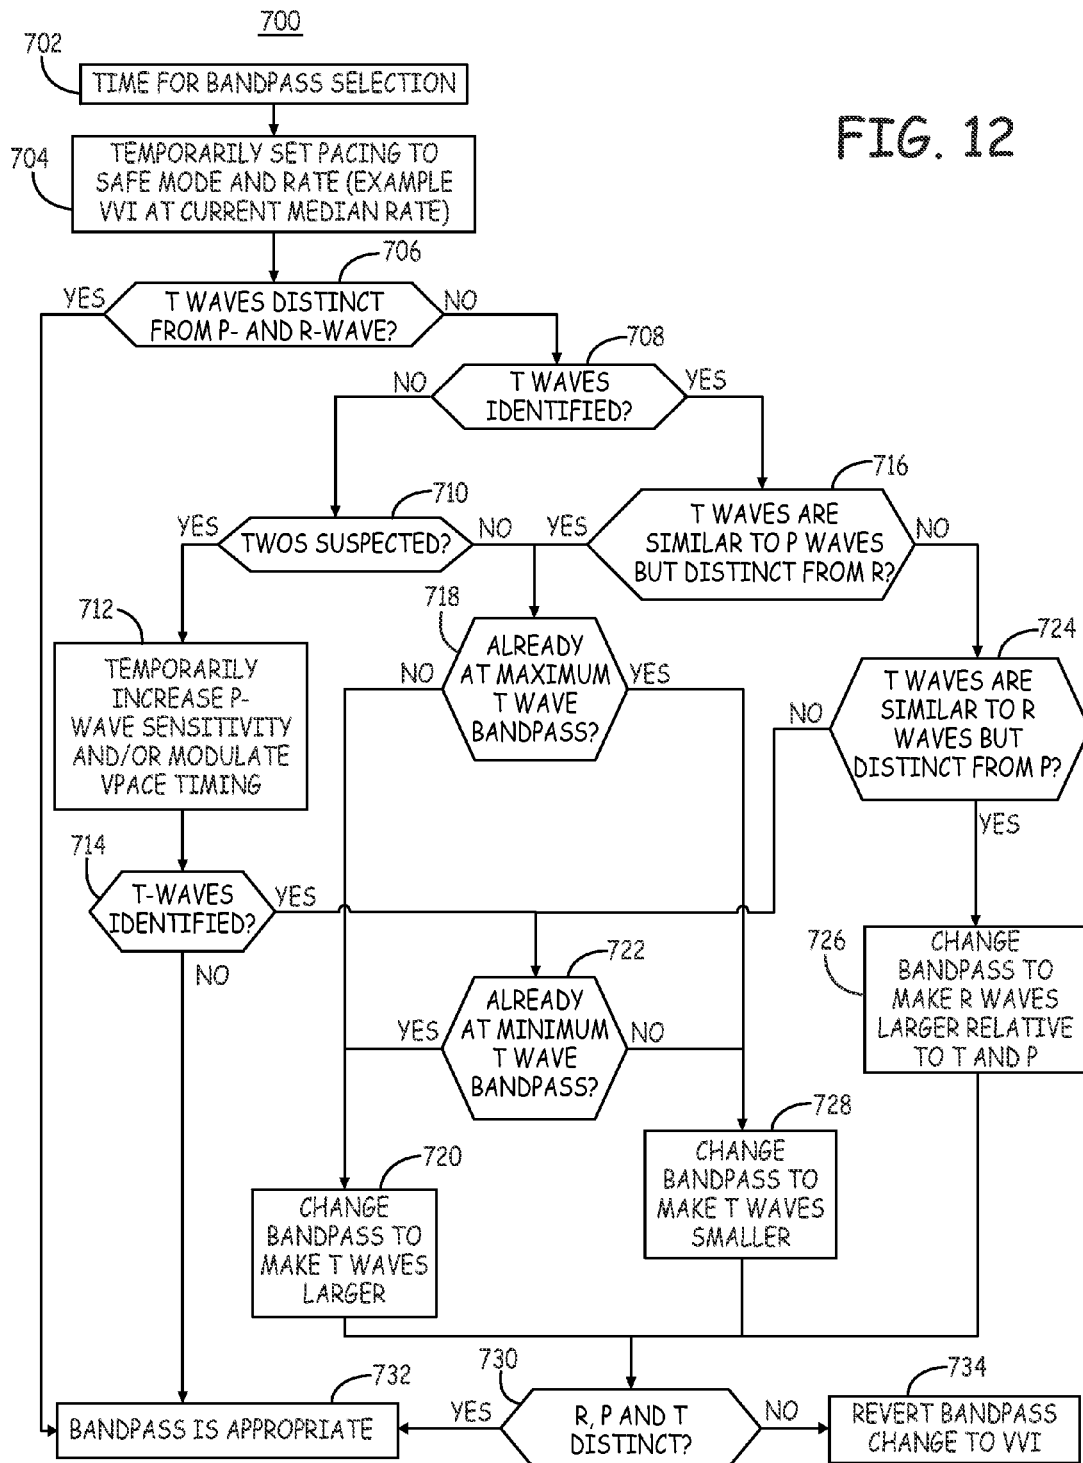 700
702
TIME FOR BANDPASS SELECTION
FIG. 12
704
TEMPORARILY SET PACING TO
SAFE MODE AND RATE (EXAMPLE
VVI AT CURRENT MEDIAN RATE)
706
YES
T WAVES DISTINCT
FROM P- AND R-WAVE?
NO
708
NO
T WAVES
IDENTIFIED?
YES
710
YES
TWOS SUSPECTED?
NO
716
YES
T WAVES ARE
SIMILAR TO P WAVES
BUT DISTINCT FROM R?
NO
712
TEMPORARILY
INCREASE P-
WAVE SENSITIVITY
AND/OR MODULATE
VPACE TIMING
718
NO
ALREADY
AT MAXIMUM
T WAVE
BANDPASS?
YES
724
NO
T WAVES ARE
SIMILAR TO R
WAVES BUT
DISTINCT FROM P?
YES
714
T-WAVES
IDENTIFIED?
YES
NO
722
YES
ALREADY
AT MINIMUM
T WAVE
BANDPASS?
NO
726
CHANGE
BANDPASS TO
MAKE R WAVES
LARGER RELATIVE
TO T AND P
720
CHANGE
BANDPASS TO
MAKE T WAVES
LARGER
728
CHANGE
BANDPASS TO
MAKE T WAVES
SMALLER
732
BANDPASS IS APPROPRIATE
730
YES
R, P AND T
DISTINCT?
NO
734
REVERT BANDPASS
CHANGE TO VVI